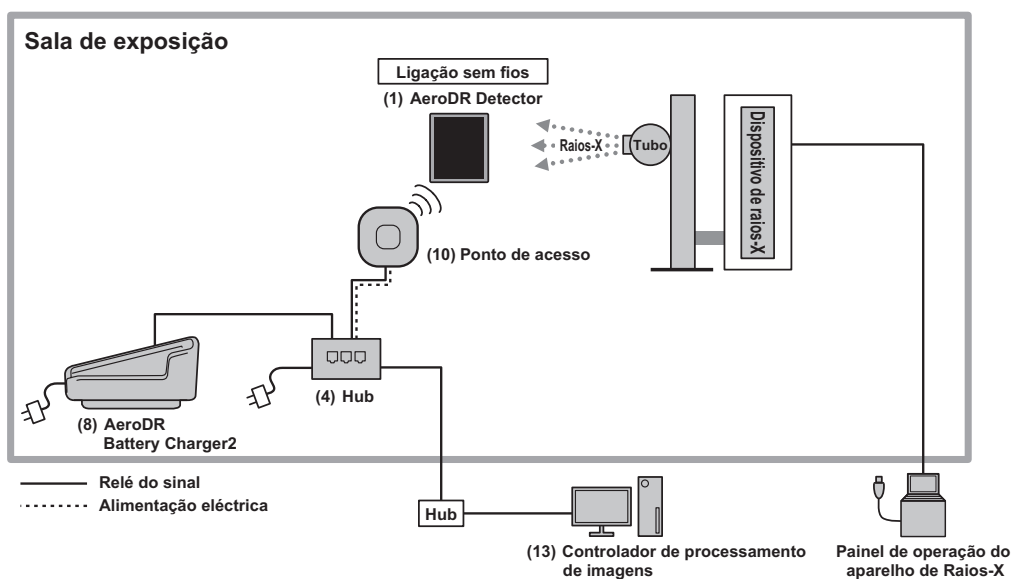 Sala de exposição
Ligação sem fios
(1) AeroDR Detector
Raios-X
Tubo
Dispositivo de raios-X
(10) Ponto de acesso
(4) Hub
(8) AeroDR
Battery Charger2
Relé do sinal
Alimentação eléctrica
Hub
(13) Controlador de processamento
de imagens
Painel de operação do
aparelho de Raios-X